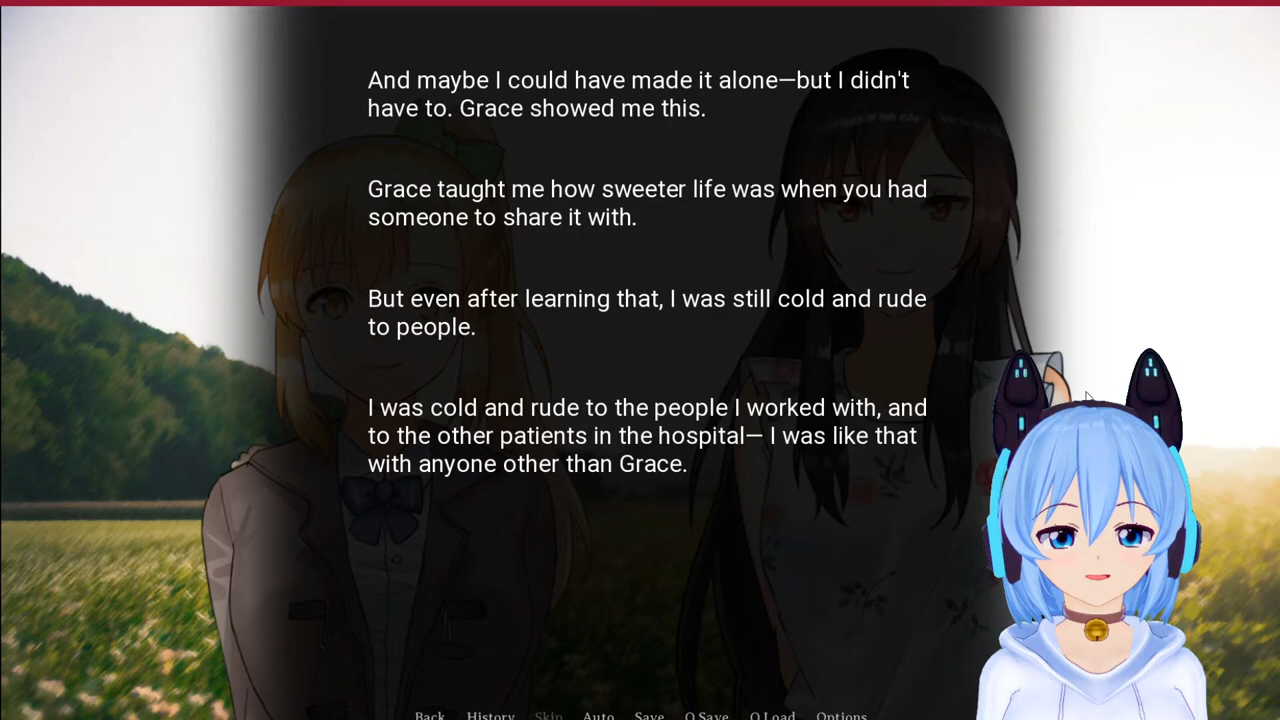 And maybe I could have made it alone—but I didn't
have to. Grace showed me this.
Grace taught me how sweeter life was when you had
someone to share it with.
But even after learning that, I was still cold and rude
to people.
I was cold and rude to the people I worked with, and
to the other patients in the hospital— I was like that
with anyone other than Grace.
Back History Skip Auto Save Q.Save Q.Load Options